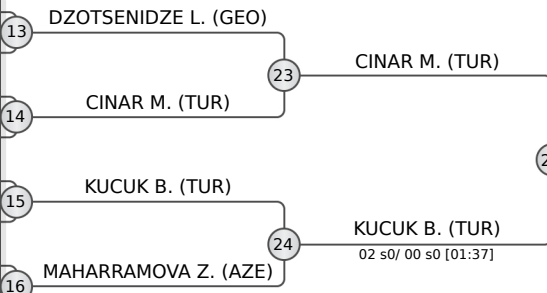 DZOTSENIDZE L. (GEO)
13
CINAR M. (TUR)
23
CINAR M. (TUR)
14
KUCUK B. (TUR)
15
KUCUK B. (TUR)
24
02 s0/ 00 s0 [01:37]
MAHARRAMOVA Z. (AZE)
16